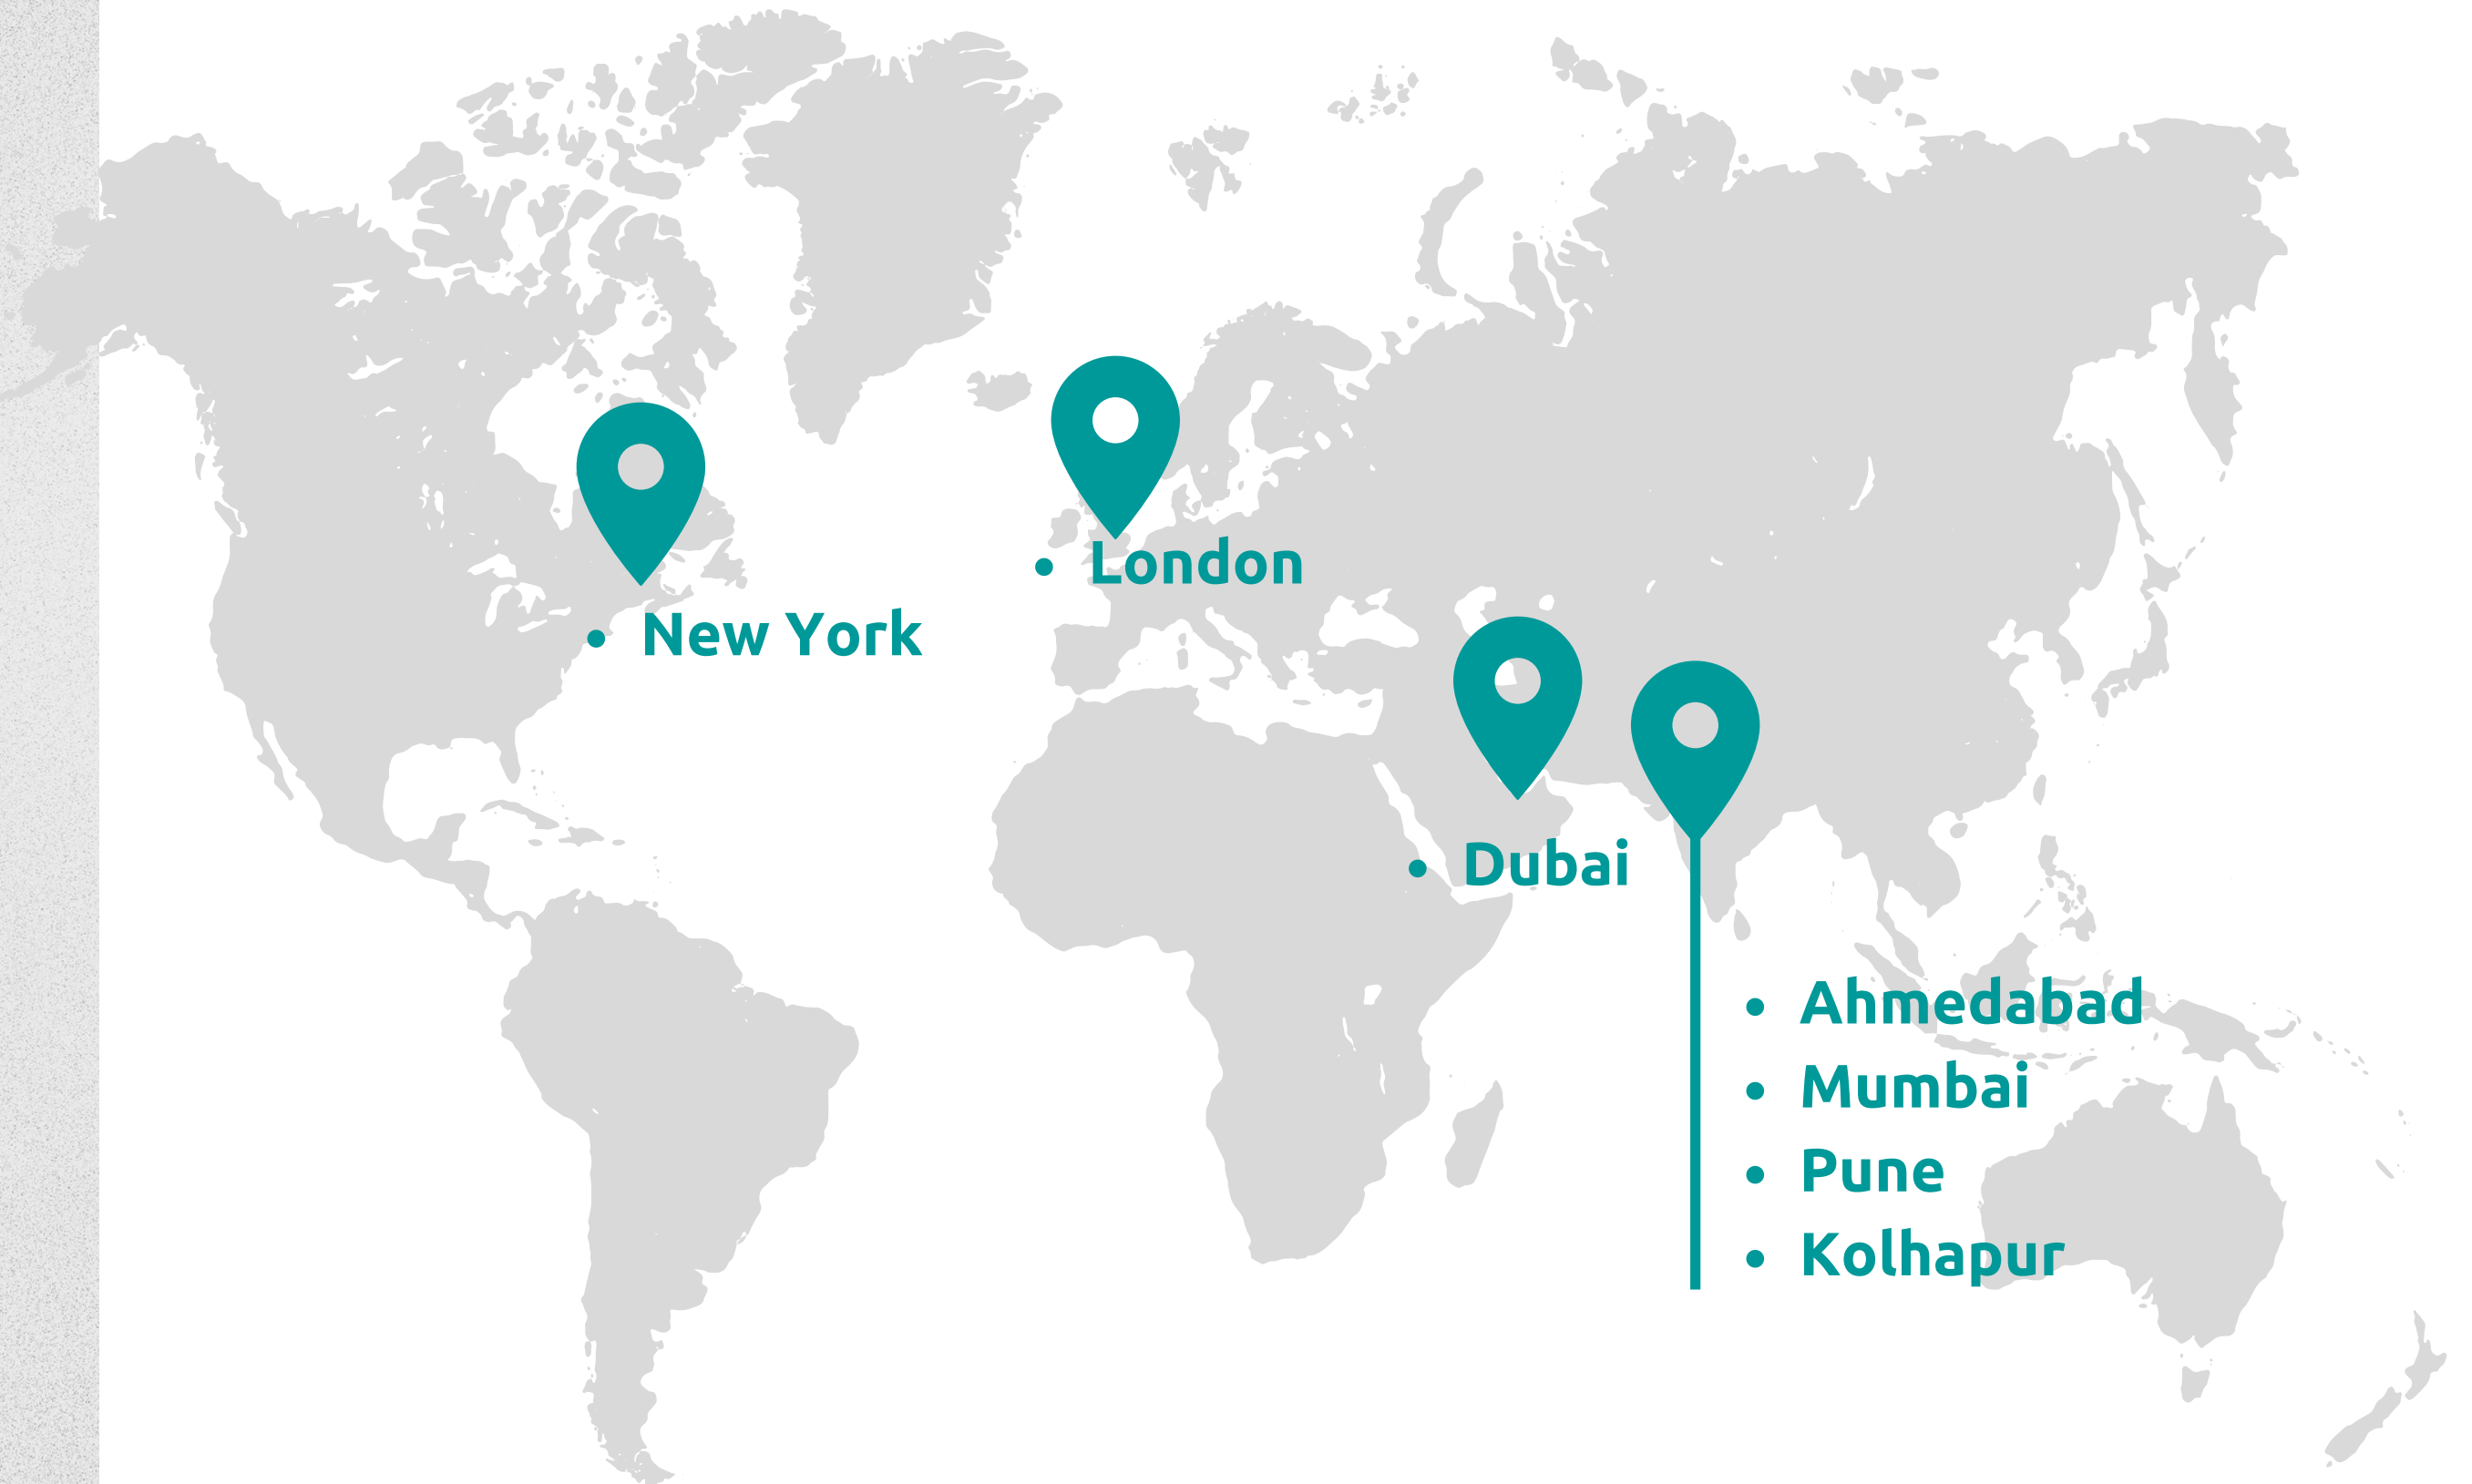 • London
• New York
• Dubai
• Ahmedabad
• Mumbai
• Pune
• Kolhapur